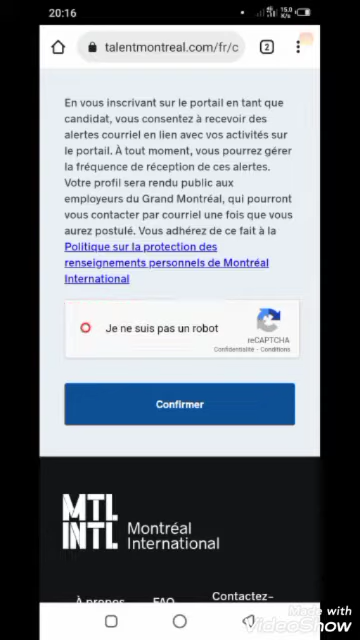 20:16
15,0
K/s
talentmontreal.com/fr/c
2
En vous inscrivant sur le portail en tant que
candidat, vous consentez à recevoir des
alertes courriel en lien avec vos activités sur
le portail. À tout moment, vous pourrez gérer
la fréquence de réception de ces alertes.
Votre profil sera rendu public aux
employeurs du Grand Montréal, qui pourront
vous contacter par courriel une fois que vous
aurez postulé. Vous adhérez de ce fait à la
Politique sur la protection des
renseignements personnels de Montréal
International
Je ne suis pas un robot
reCAPTCHA
Confidentialité - Conditions
Confirmer
MTL
INTL
Montréal
International
À propos
FAQ
Contactez-
Made with
VideoShow